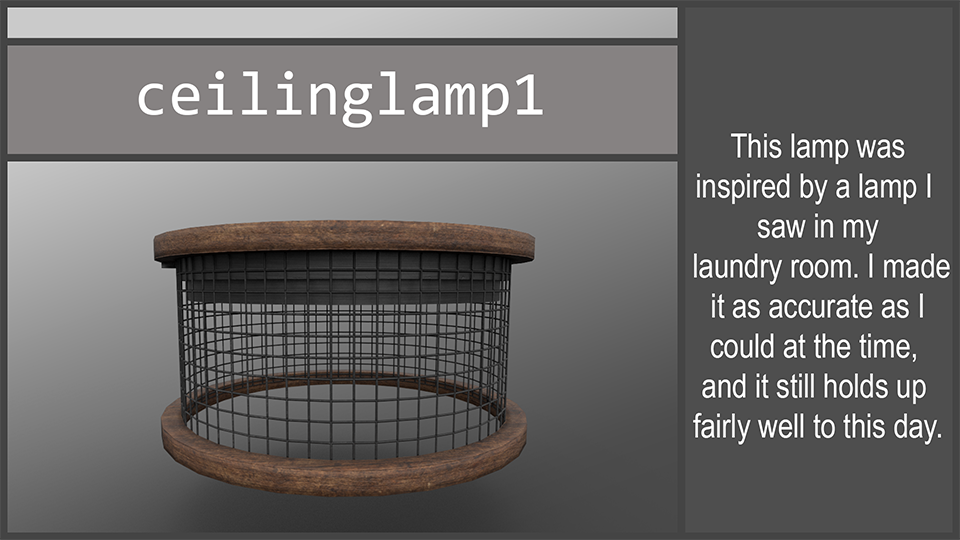 ceilinglamp1
This lamp was
inspired by a lamp I
saw in my
laundry room. I made
it as accurate as I
could at the time,
and it still holds up
fairly well to this day.